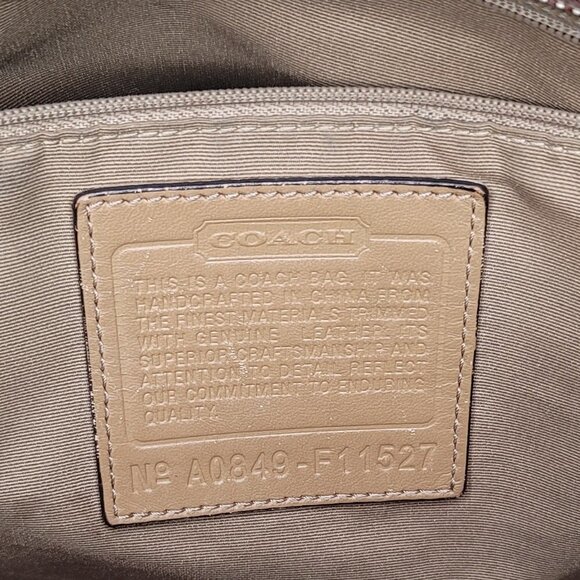 COACH
THIS IS A COACH BAG. IT WAS
HANDCRAFTED IN CHINA FROM
THE FINEST MATERIALS TRIMMED
WITH GENUINE LEATHER. ITS
SUPERIOR CRAFTSMANSHIP AND
ATTENTION TO DETAIL REFLECT
OUR COMMITMENT TO ENDURING
QUALITY.
Nº A0849-F11527